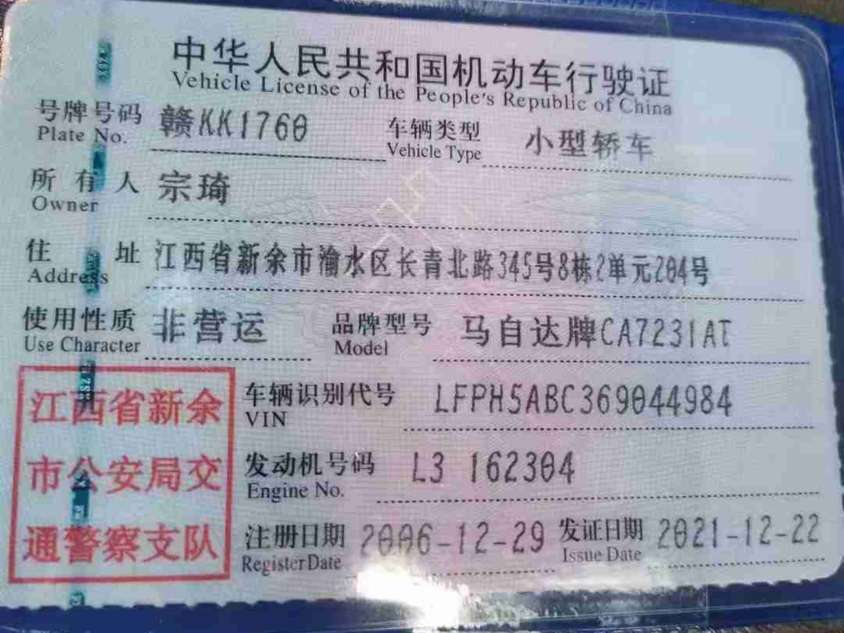 中华人民共和国机动车行驶证
Vehicle License of the People's Republic of China
号牌号码 赣KK1760 车辆类型 小型轿车
Plate No. Vehicle Type
所有人 宗琦
Owner
住址 江西省新余市渝水区长青北路345号8栋2单元204号
Address
使用性质 非营运 品牌型号 马自达牌CA7231AT
Use Character Model
江西省新余
市公安局交
通警察支队
车辆识别代号 LFPH5ABC369044984
VIN
发动机号码 L3 162304
Engine No.
注册日期 2006-12-29 发证日期 2021-12-22
Register Date Issue Date